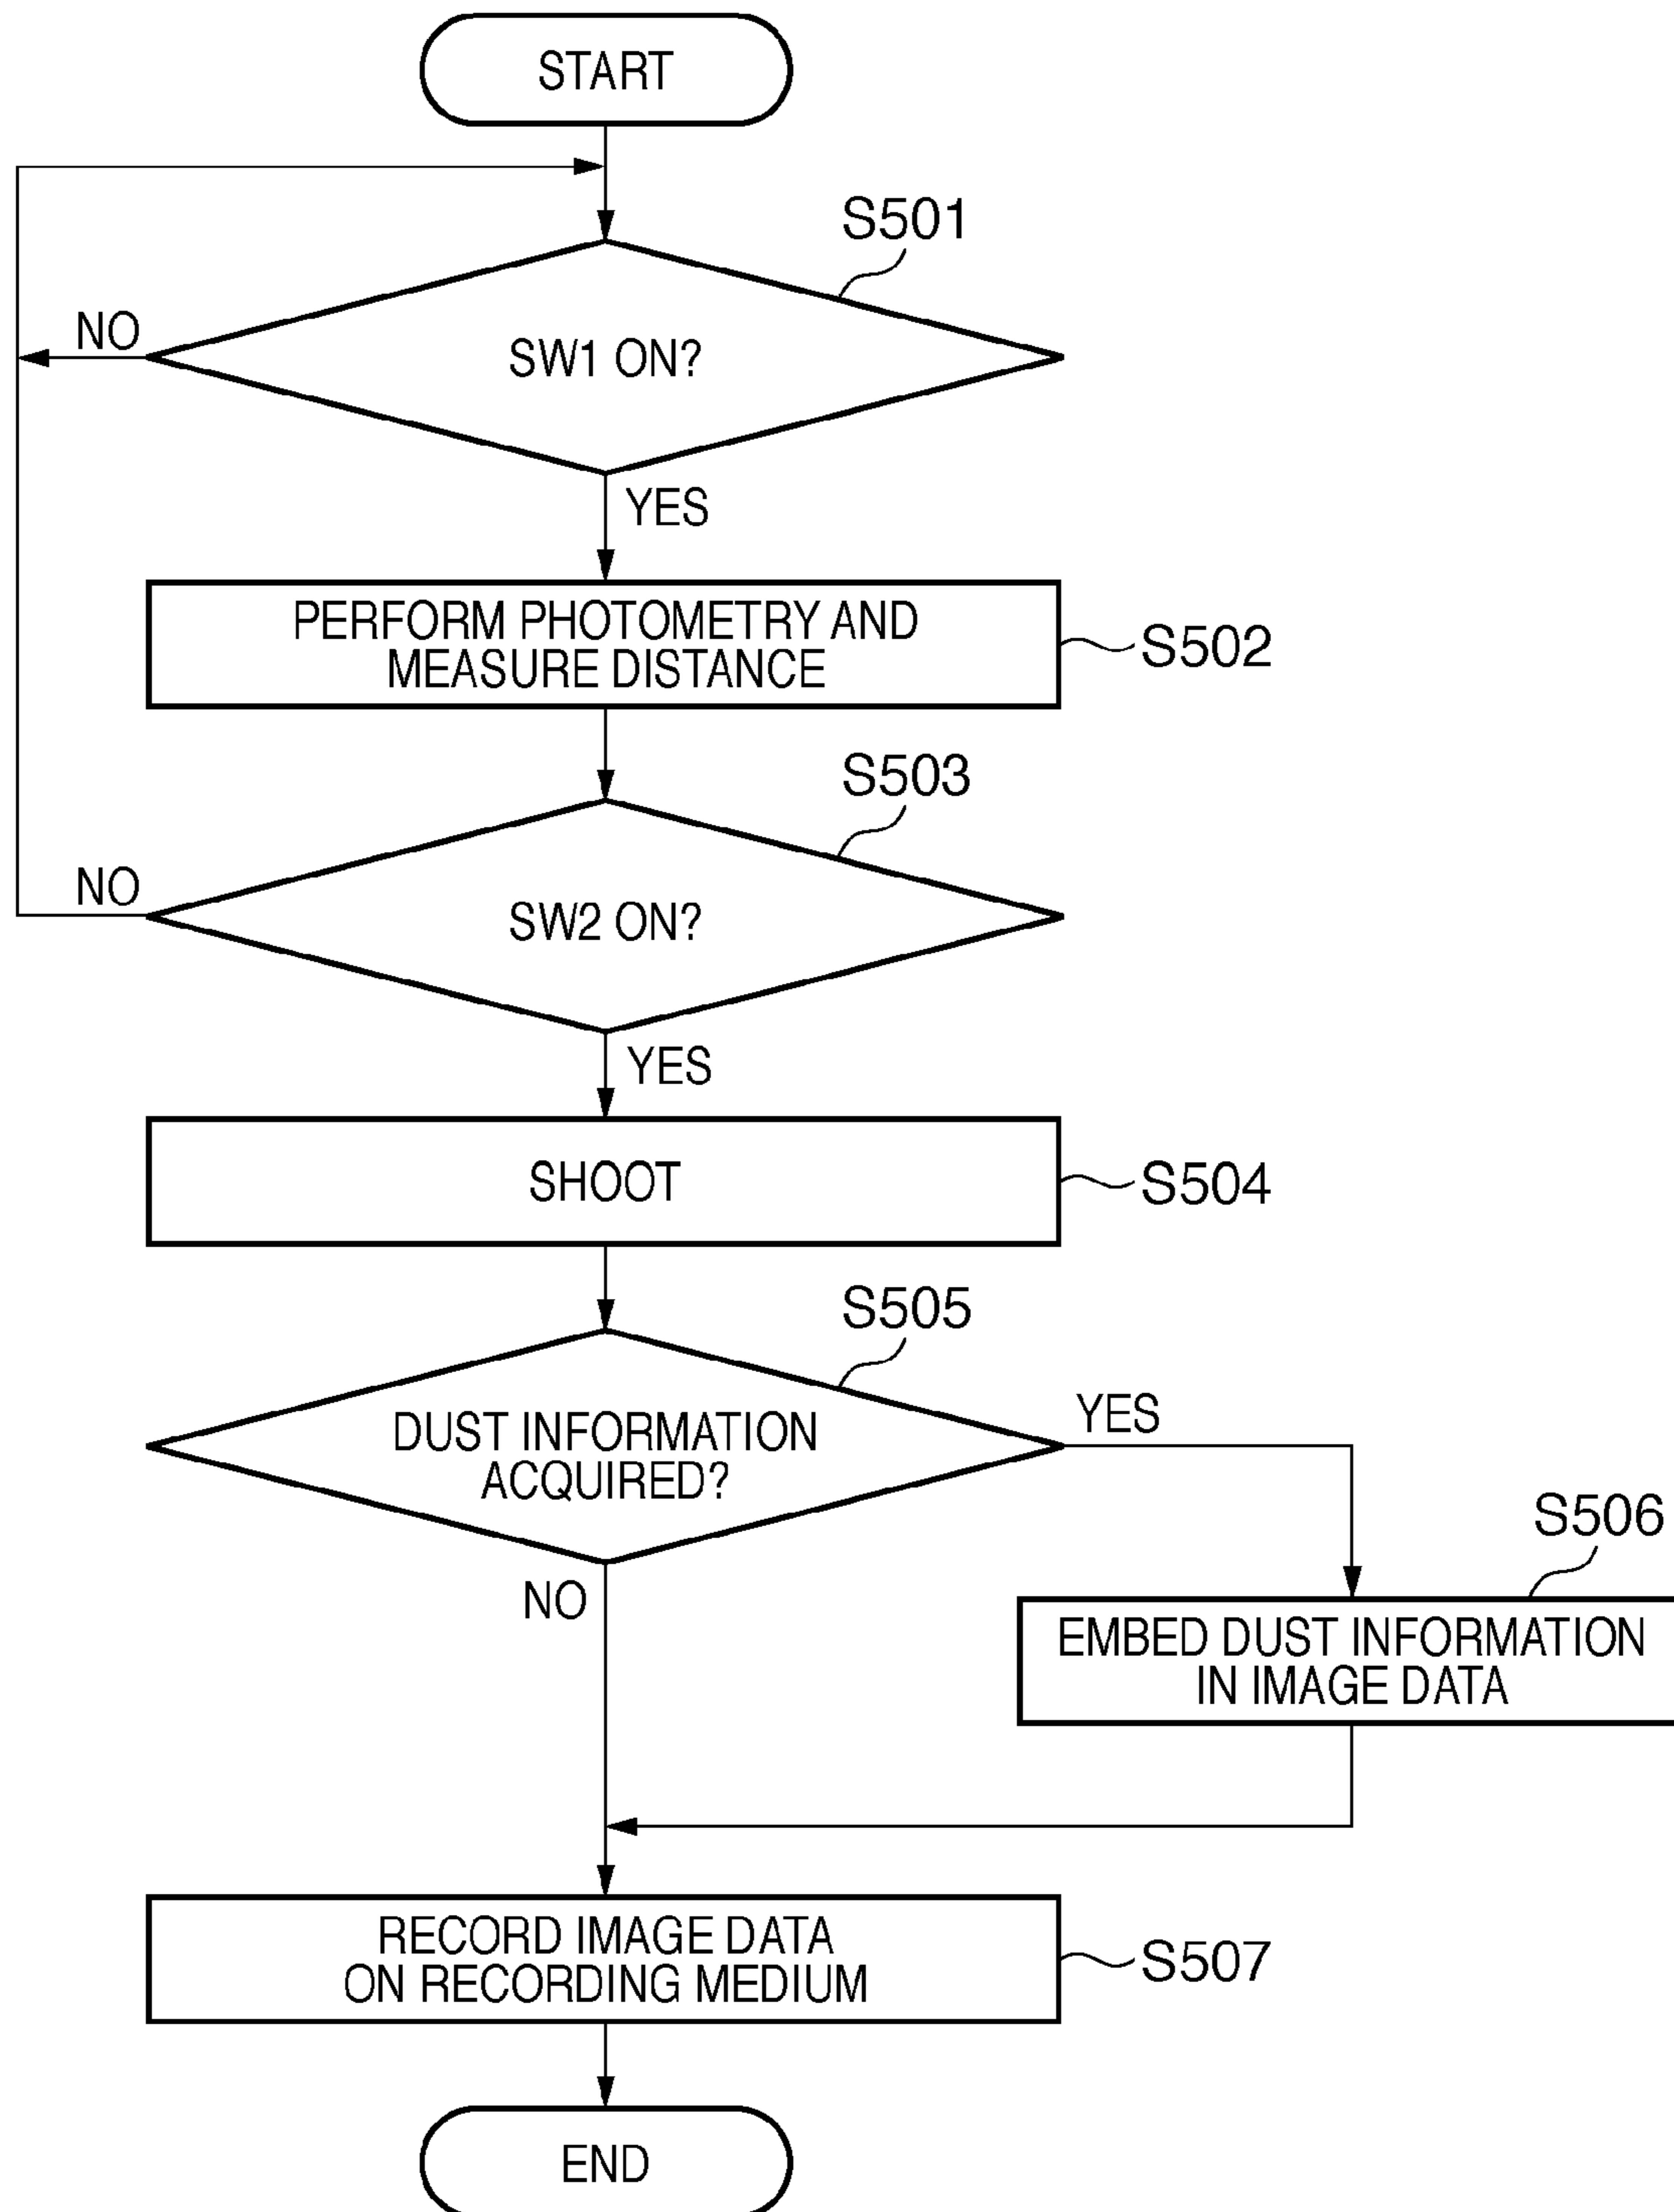 START
S501
NO
SW1 ON?
YES
PERFORM PHOTOMETRY AND
MEASURE DISTANCE
S502
S503
NO
SW2 ON?
YES
SHOOT
S504
S505
DUST INFORMATION
ACQUIRED?
YES
S506
NO
EMBED DUST INFORMATION
IN IMAGE DATA
RECORD IMAGE DATA
ON RECORDING MEDIUM
S507
END